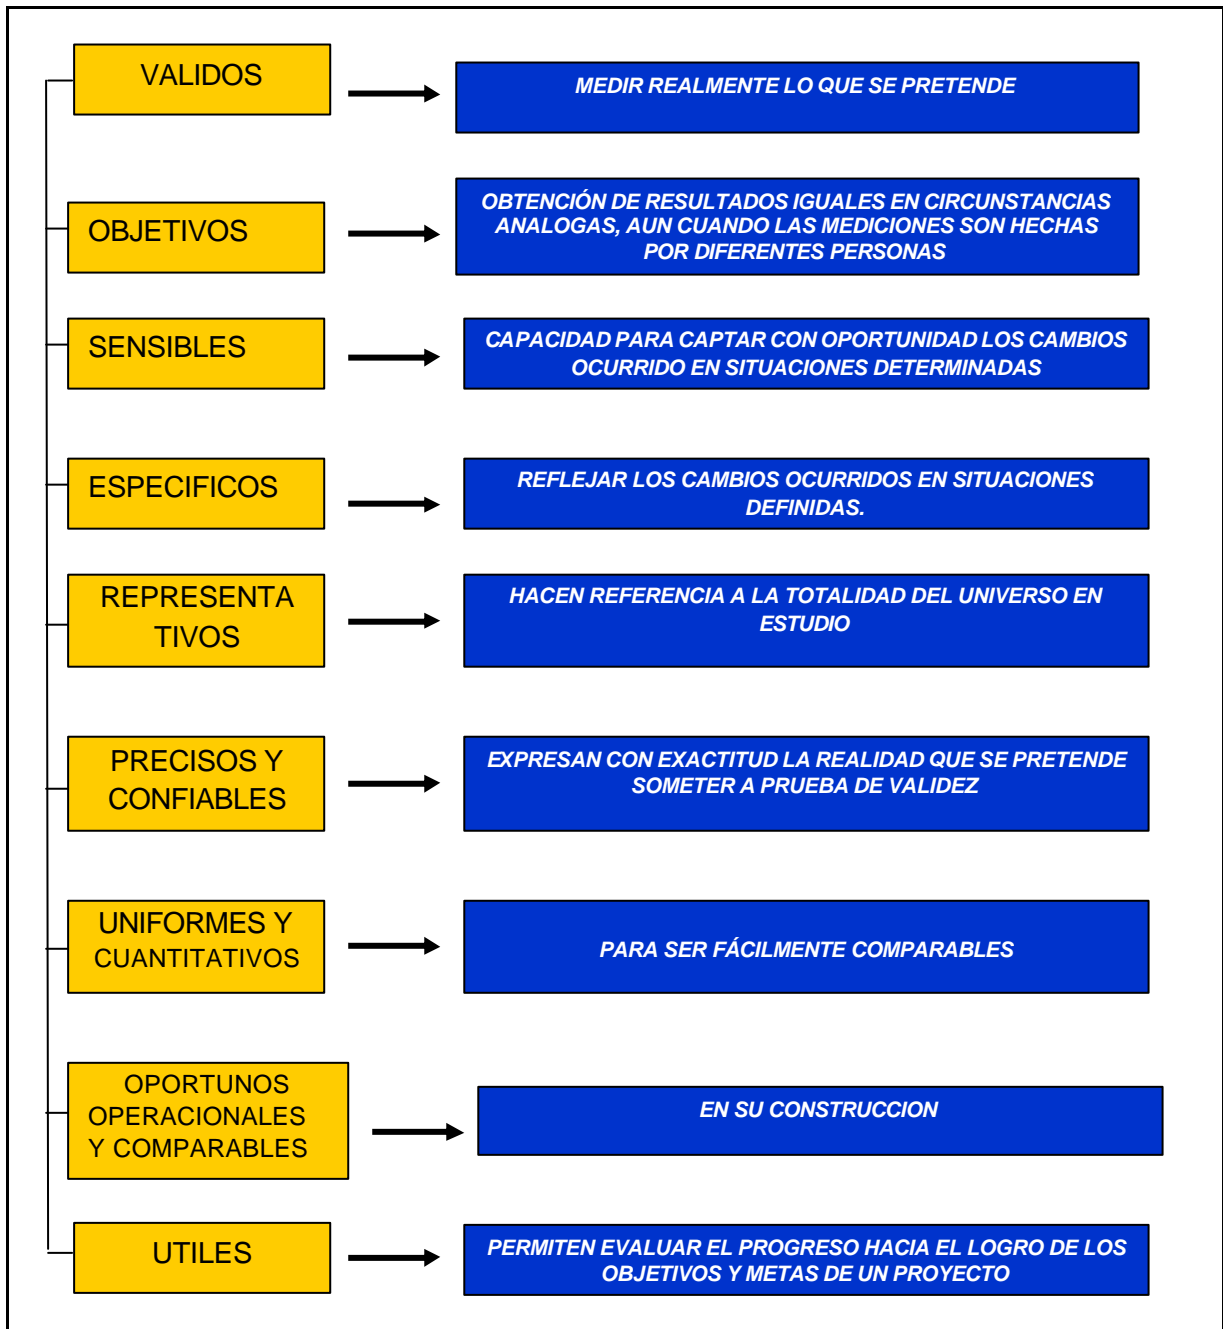 VALIDOS
MEDIR REALMENTE LO QUE SE PRETENDE
OBJETIVOS
OBTENCIÓN DE RESULTADOS IGUALES EN CIRCUNSTANCIAS
ANALOGAS, AUN CUANDO LAS MEDICIONES SON HECHAS
POR DIFERENTES PERSONAS
SENSIBLES
CAPACIDAD PARA CAPTAR CON OPORTUNIDAD LOS CAMBIOS
OCURRIDO EN SITUACIONES DETERMINADAS
ESPECIFICOS
REFLEJAR LOS CAMBIOS OCURRIDOS EN SITUACIONES
DEFINIDAS.
REPRESENTA
TIVOS
HACEN REFERENCIA A LA TOTALIDAD DEL UNIVERSO EN
ESTUDIO
PRECISOS Y
CONFIABLES
EXPRESAN CON EXACTITUD LA REALIDAD QUE SE PRETENDE
SOMETER A PRUEBA DE VALIDEZ
UNIFORMES Y
CUANTITATIVOS
PARA SER FÁCILMENTE COMPARABLES
OPORTUNOS
OPERACIONALES
Y COMPARABLES
EN SU CONSTRUCCION
UTILES
PERMITEN EVALUAR EL PROGRESO HACIA EL LOGRO DE LOS
OBJETIVOS Y METAS DE UN PROYECTO